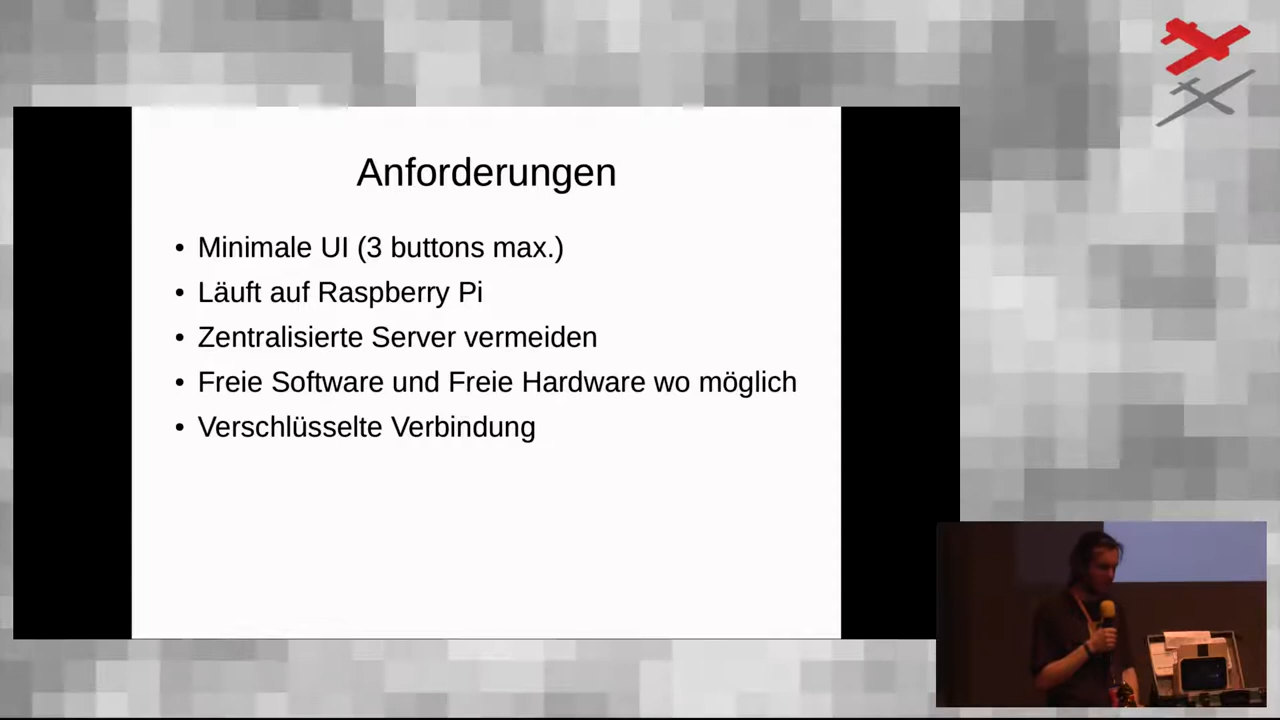 Anforderungen
• Minimale UI (3 buttons max.)
• Läuft auf Raspberry Pi
• Zentralisierte Server vermeiden
• Freie Software und Freie Hardware wo möglich
• Verschlüsselte Verbindung